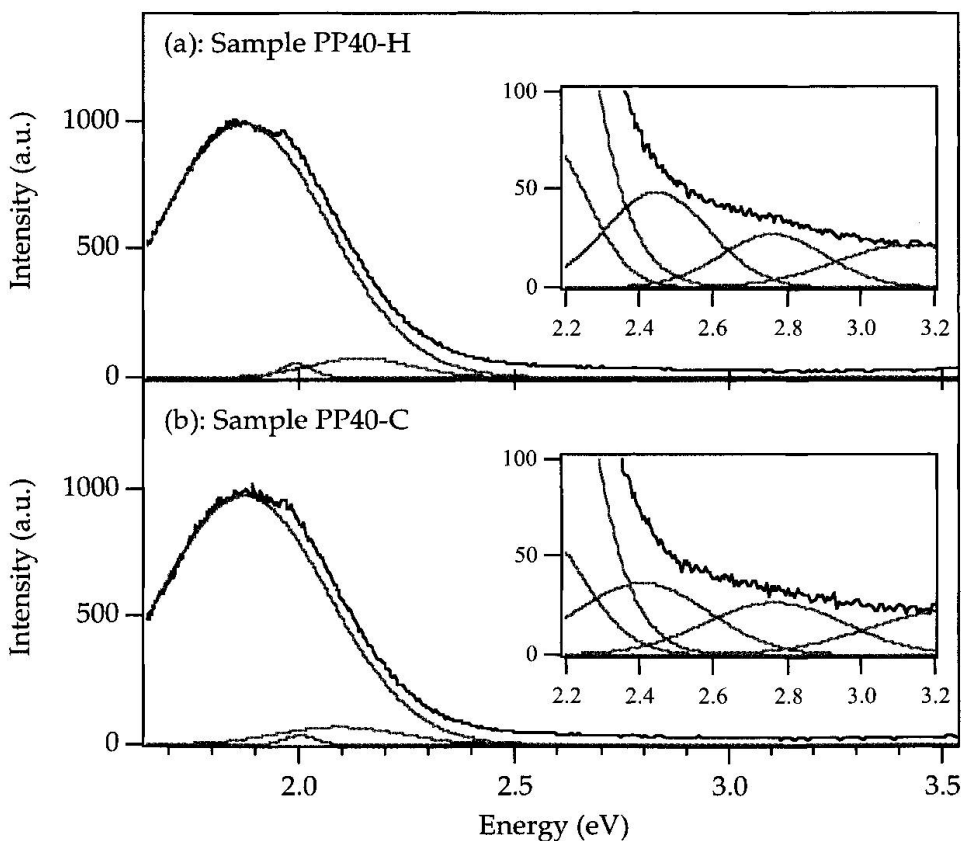 (a): Sample PP40-H
Intensity (a.u.)
1000
500
0
100
50
0
2.2 2.4 2.6 2.8 3.0 3.2
(b): Sample PP40-C
Intensity (a.u.)
1000
500
0
100
50
0
2.2 2.4 2.6 2.8 3.0 3.2
2.0 2.5 3.0 3.5
Energy (eV)